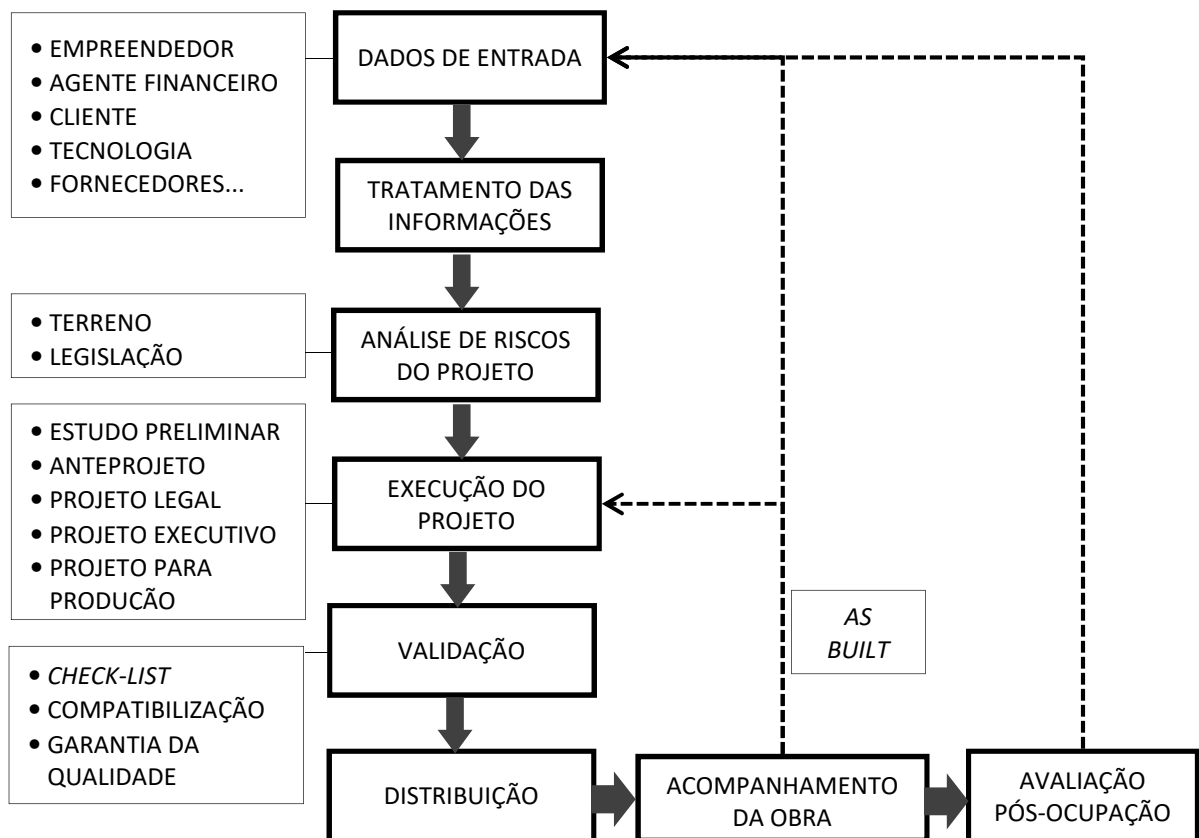 • EMPREENDEDOR
• AGENTE FINANCEIRO
• CLIENTE
• TECNOLOGIA
• FORNECEDORES...
DADOS DE ENTRADA
TRATAMENTO DAS
INFORMAÇÕES
• TERRENO
• LEGISLAÇÃO
ANÁLISE DE RISCOS
DO PROJETO
• ESTUDO PRELIMINAR
• ANTEPROJETO
• PROJETO LEGAL
• PROJETO EXECUTIVO
• PROJETO PARA
PRODUCÃO
EXECUÇÃO DO
PROJETO
AS
BUILT
• CHECK-LIST
• COMPATIBILIZAÇÃO
• GARANTIA DA
QUALIDADE
VALIDAÇÃO
DISTRIBUIÇÃO
ACOMPANHAMENTO
DA OBRA
AVALIAÇÃO
PÓS-OCUPAÇÃO